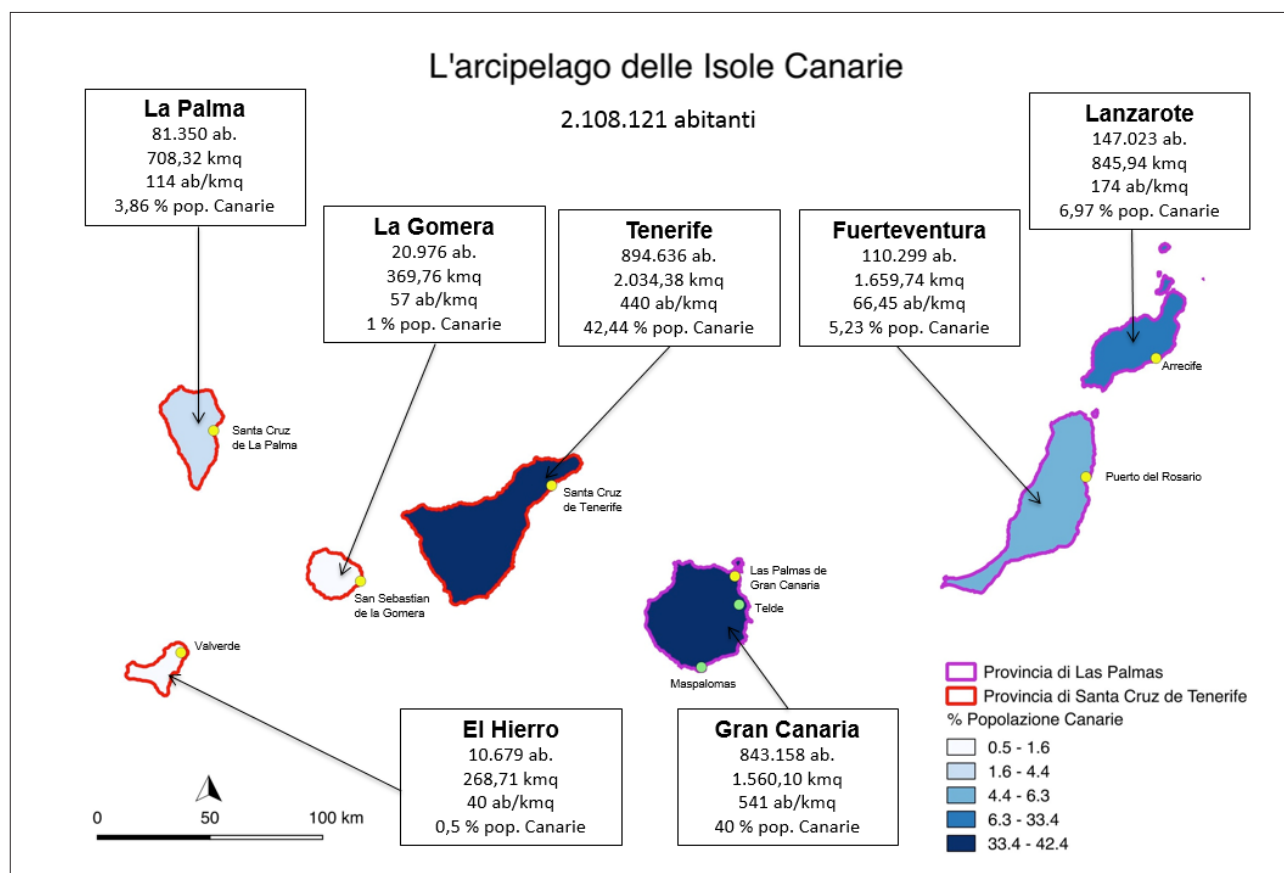 L'arcipelago delle Isole Canarie
2.108.121 abitanti
La Palma
81.350 ab.
708,32 kmq
114 ab/kmq
3,86 % pop. Canarie
La Gomera
20.976 ab.
369,76 kmq
57 ab/kmq
1 % pop. Canarie
Tenerife
894.636 ab.
2.034,38 kmq
440 ab/kmq
42,44 % pop. Canarie
Fuerteventura
110.299 ab.
1.659,74 kmq
66,45 ab/kmq
5,23 % pop. Canarie
Lanzarote
147.023 ab.
845,94 kmq
174 ab/kmq
6,97 % pop. Canarie
Arrecife
Santa Cruz
de La Palma
Santa Cruz
de Tenerife
Puerto del Rosario
San Sebastian
de la Gomera
Las Palmas de
Gran Canaria
Telde
Maspalomas
Valverde
El Hierro
10.679 ab.
268,71 kmq
40 ab/kmq
0,5 % pop. Canarie
Gran Canaria
843.158 ab.
1.560,10 kmq
541 ab/kmq
40 % pop. Canarie
Provincia di Las Palmas
Provincia di Santa Cruz de Tenerife
% Popolazione Canarie
0.5 - 1.6
1.6 - 4.4
4.4 - 6.3
6.3 - 33.4
33.4 - 42.4
0 50 100 km